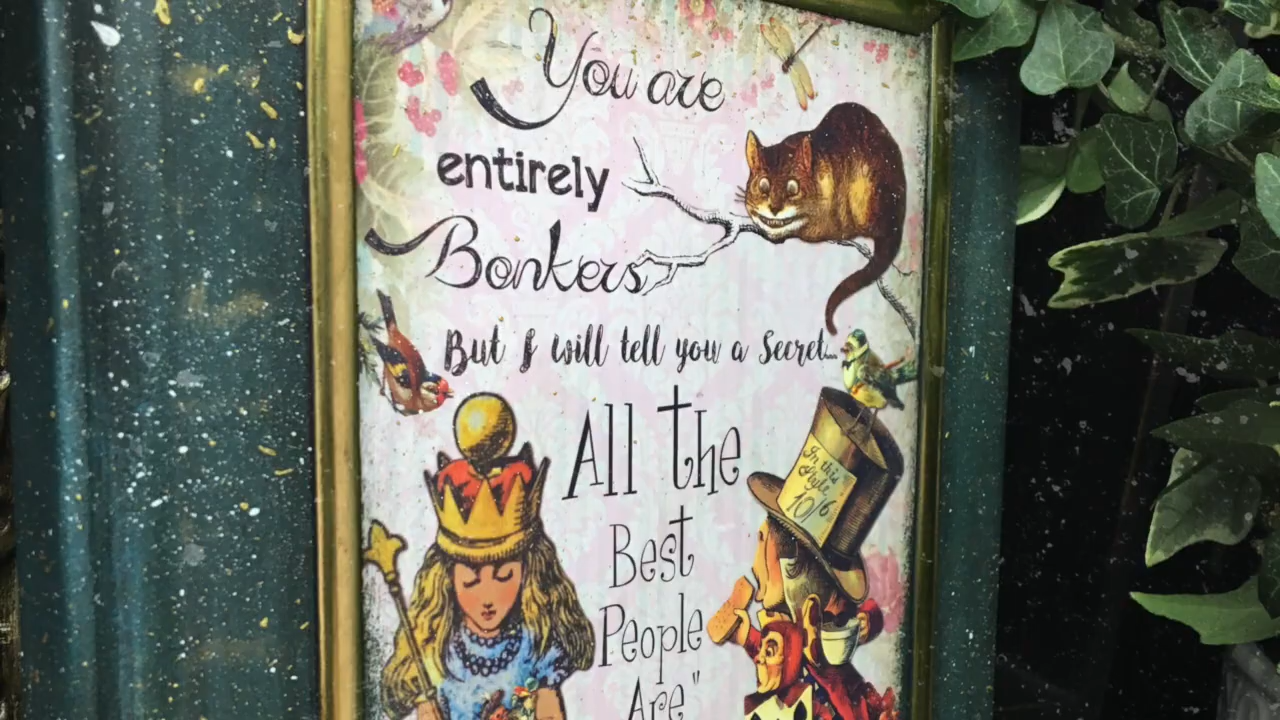 You are
entirely
Bonkers
But I will tell you a Secret...
All the
Best
People
Are"
In this
Style
10/6